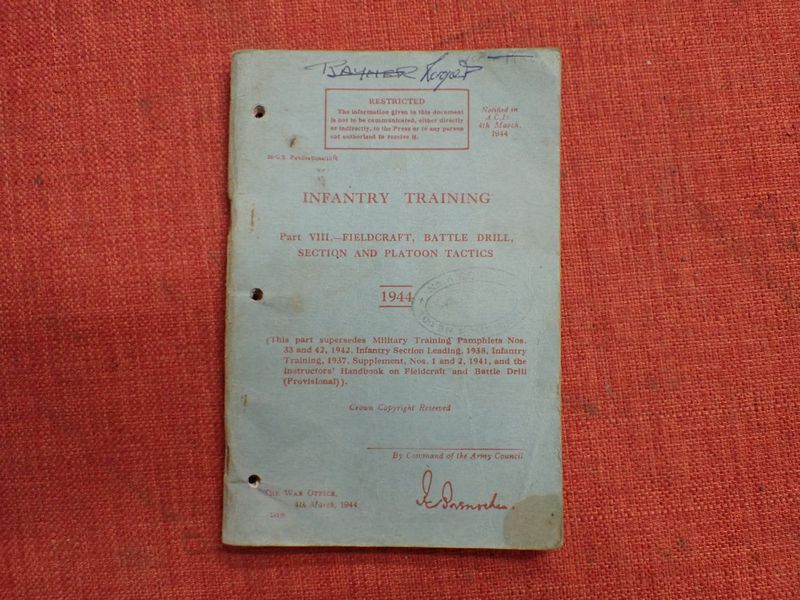 RAYNER
RESTRICTED
The information given in this document
is not to be communicated, either directly
or indirectly, to the Press or to any person
not authorized to receive it.
Notified in
A.C.Is
4th March,
1944
INFANTRY TRAINING
Part VIII.—FIELDCRAFT, BATTLE DRILL,
SECTION AND PLATOON TACTICS
1944
(This part supersedes Military Training Pamphlets Nos.
33 and 42, 1942, Infantry Section Leading, 1938, Infantry
Training, 1937, Supplement, Nos. 1 and 2, 1941, and the
Instructors' Handbook on Fieldcraft and Battle Drill
(Provisional)).
Crown Copyright Reserved
By Command of the Army Council
THE WAR OFFICE,
4th March, 1944